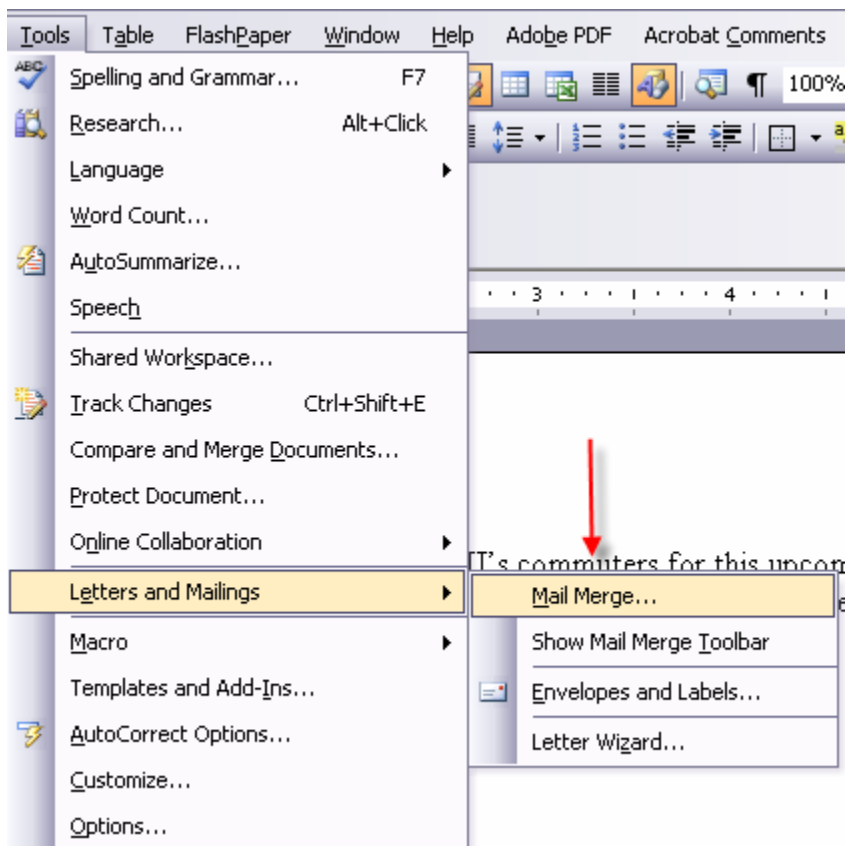 Tools Table FlashPaper Window Help Adobe PDF Acrobat Comments
ABC Spelling and Grammar... F7
100%
Research... Alt+Click
Language
Word Count...
AutoSummarize...
Speech
3 4
Shared Workspace...
Track Changes Ctrl+Shift+E
Compare and Merge Documents...
Protect Document...
Online Collaboration
commuters for this
Letters and Mailings
Mail Merge...
Macro
Show Mail Merge Toolbar
Templates and Add-Ins...
Envelopes and Labels...
AutoCorrect Options...
Letter Wizard...
Customize...
Options...